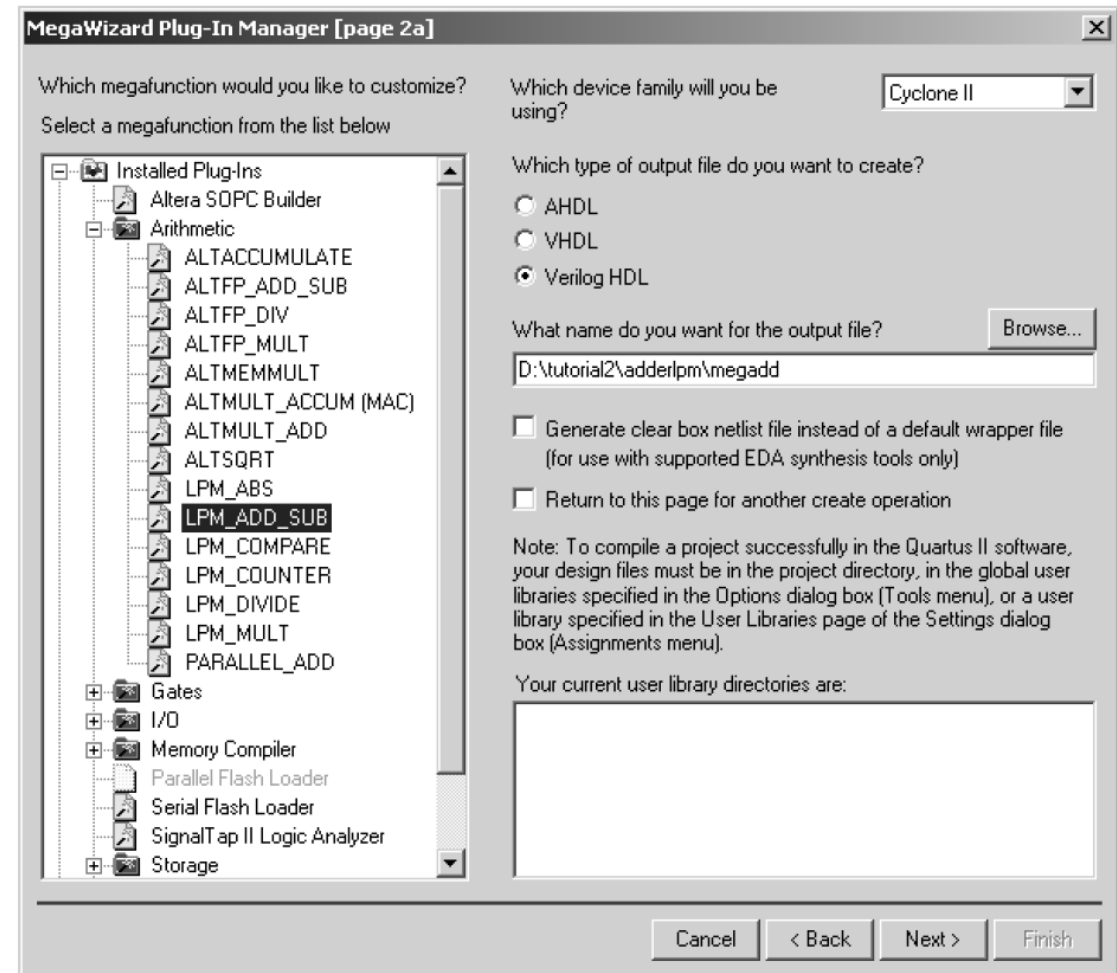 MegaWizard Plug-In Manager [page 2a]
Which megafunction would you like to customize?
Select a megafunction from the list below
Installed Plug-Ins
Altera SOPC Builder
Arithmetic
ALTACCUMULATE
ALTFP_ADD_SUB
ALTFP_DIV
ALTFP_MULT
ALTMEMMULT
ALTMULT_ACCUM (MAC)
ALTMULT_ADD
ALTSQRT
LPM_ABS
LPM_ADD_SUB
LPM_COMPARE
LPM_COUNTER
LPM_DIVIDE
LPM_MULT
PARALLEL_ADD
Gates
I/O
Memory Compiler
Parallel Flash Loader
Serial Flash Loader
SignalTap II Logic Analyzer
Storage
Which device family will you be
using?
Cyclone II
Which type of output file do you want to create?
AHDL
VHDL
Verilog HDL
What name do you want for the output file?
Browse...
D:\tutorial2\adderlpm\megadd
Generate clear box netlist file instead of a default wrapper file
(for use with supported EDA synthesis tools only)
Return to this page for another create operation
Note: To compile a project successfully in the Quartus II software,
your design files must be in the project directory, in the global user
libraries specified in the Options dialog box (Tools menu), or a user
library specified in the User Libraries page of the Settings dialog
box (Assignments menu).
Your current user library directories are:
Cancel
< Back
Next >
Finish